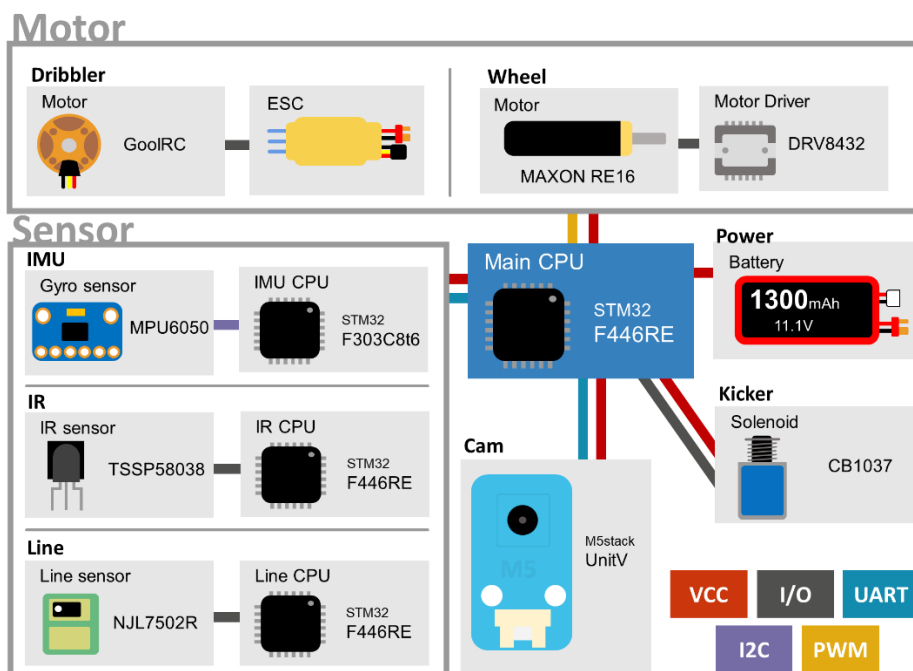 Motor
Dribbler
Motor
GoolRC
ESC
Wheel
Motor
MAXON RE16
Motor Driver
DRV8432
Sensor
IMU
Gyro sensor
MPU6050
IMU CPU
STM32
F303C8t6
IR
IR sensor
TSSP58038
IR CPU
STM32
F446RE
Line
Line sensor
NJL7502R
Line CPU
STM32
F446RE
Main CPU
STM32
F446RE
Power
Battery
1300mAh
11.1V
Kicker
Solenoid
CB1037
Cam
M5
M5stack
UnitV
VCC
I/O
UART
I2C
PWM